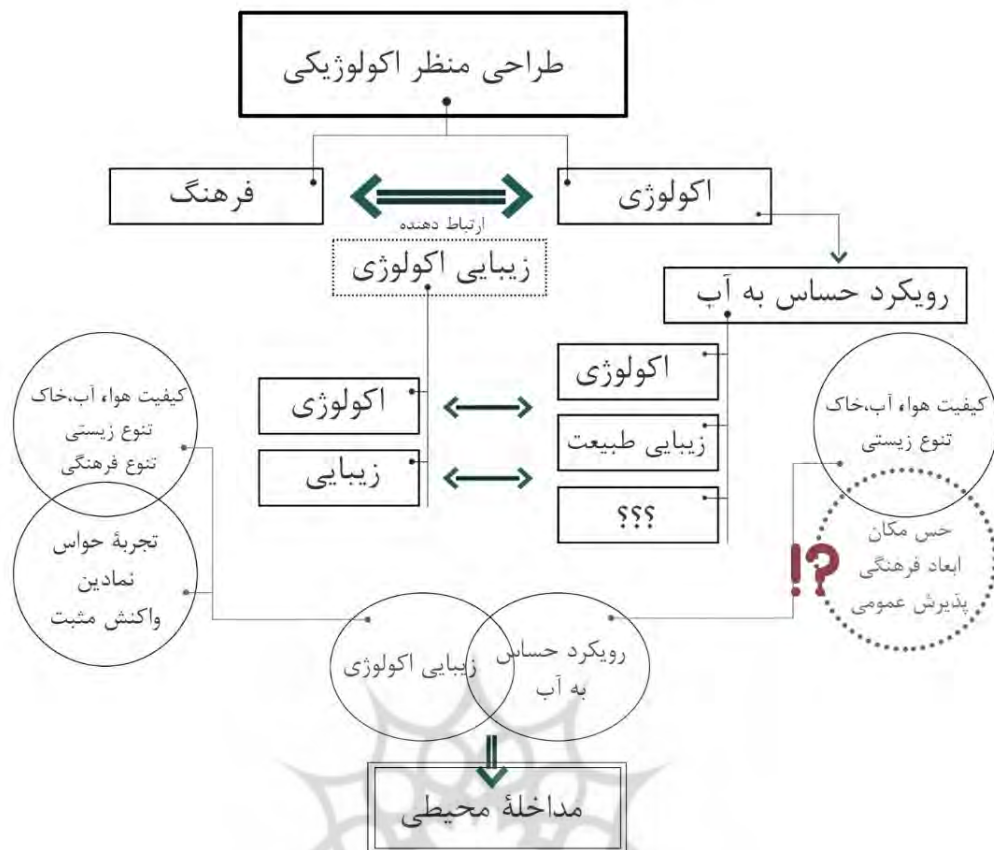 طراحی منظر اکولوژیکی
اکولوژی
فرهنگ
ارتباط دهنده
زیبایی اکولوژی
رویکرد حساس به آب
اکولوژی
زیبایی طبیعت
؟؟؟
اکولوژی
زیبایی
کیفیت هواء آب،خاک
تنوع زیستی
حس مکان
ابعاد فرهنگی
پذیرش عمومی
?!
کیفیت هواء آب،خاک
تنوع زیستی
تنوع فرهنگی
تجربهٔ حواس
نمادین
واکنش مثبت
رویکرد حساس
به آب
زیبایی اکولوژی
مداخلهٔ محیطی